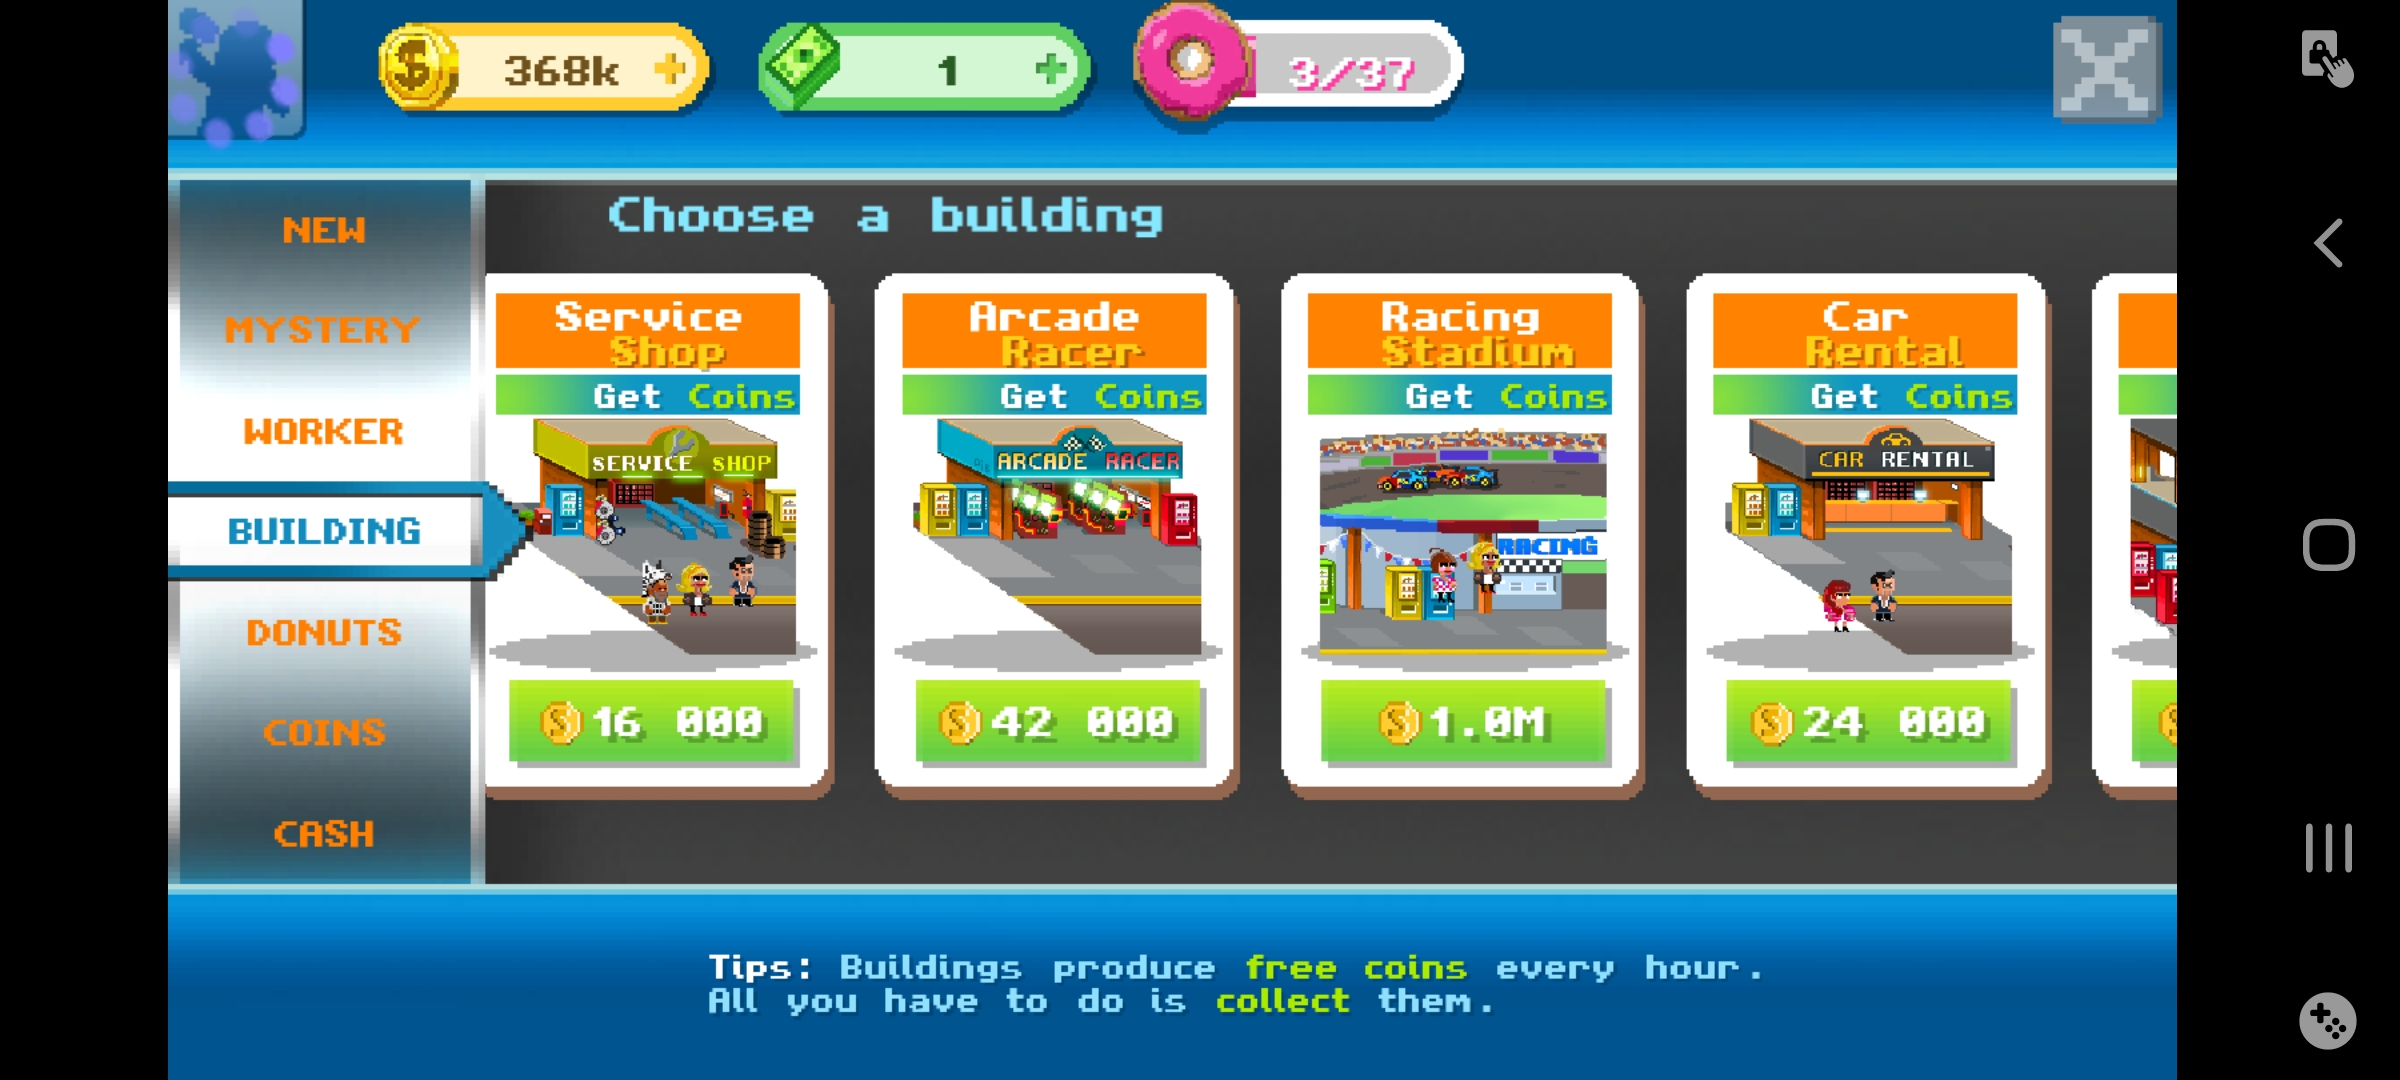 368k
1
3/37
NEW
MYSTERY
WORKER
BUILDING
DONUTS
COINS
CASH
Choose a building
Service
Shop
Get Coins
SERVICE SHOP
16 000
Arcade
Racer
Get Coins
ARCADE RACER
42 000
Racing
Stadium
Get Coins
RACING
1.0M
Car
Rental
Get Coins
CAR RENTAL
24 000
Tips: Buildings produce free coins every hour.
All you have to do is collect them.